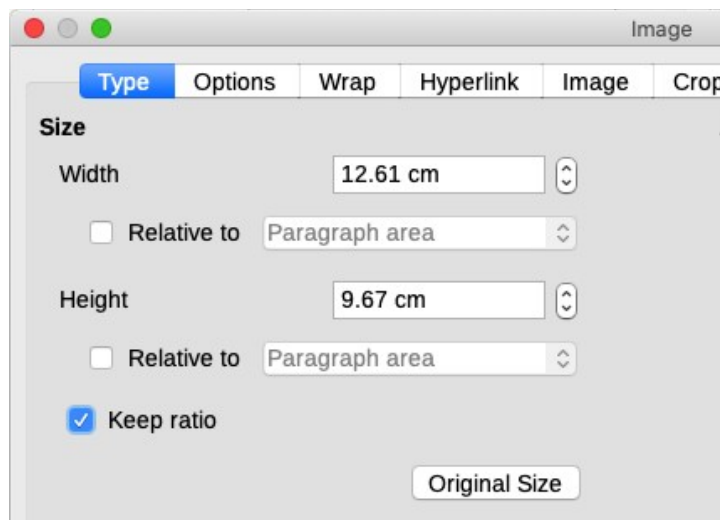 Image
Type Options Wrap Hyperlink Image Crop
Size
Width 12.61 cm
Relative to Paragraph area
Height 9.67 cm
Relative to Paragraph area
Keep ratio
Original Size